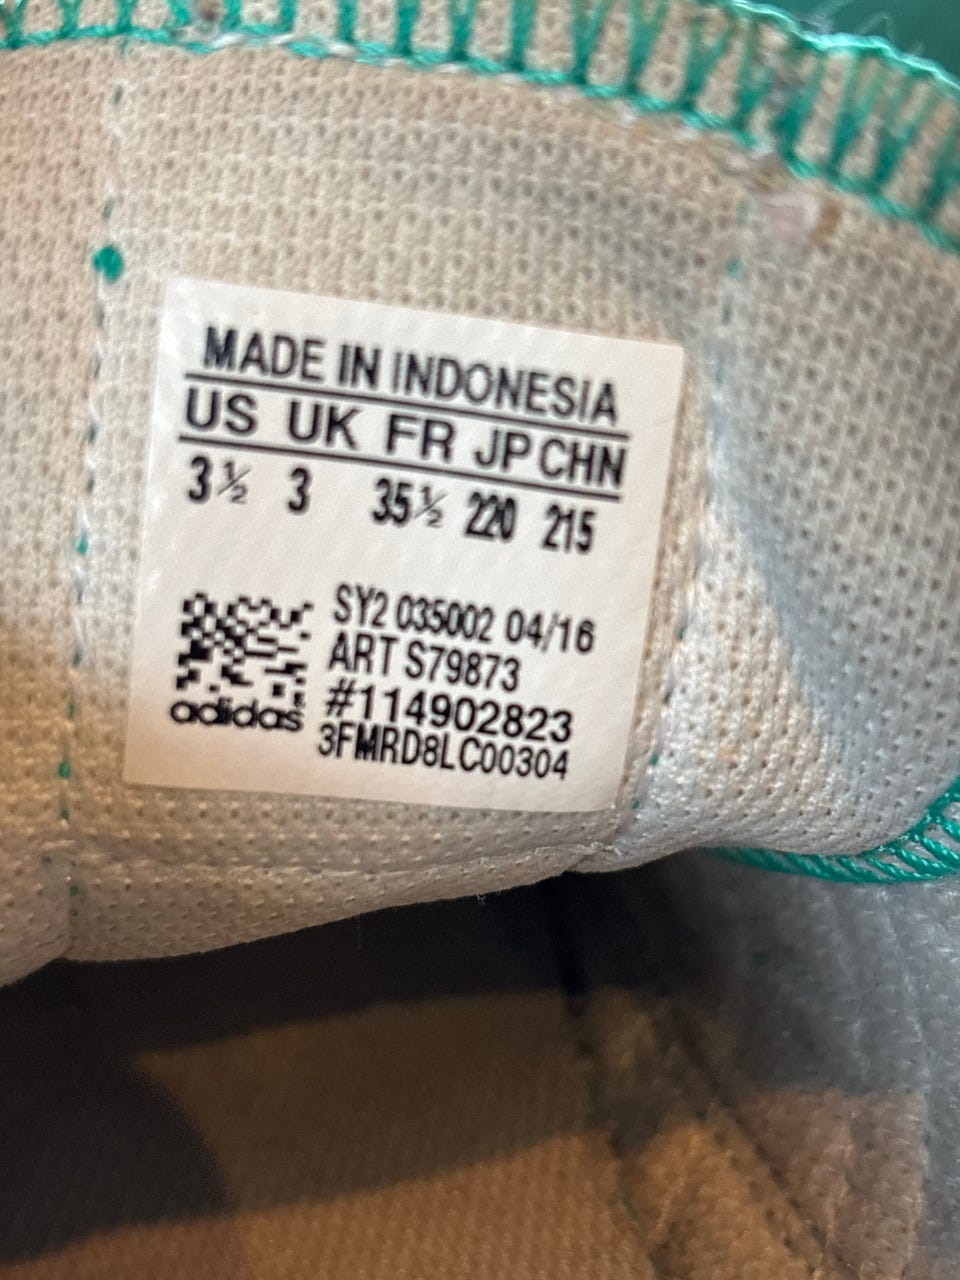 MADE IN INDONESIA
US UK FR JP CHN
3½ 3 35½ 220 215
SY2 035002 04/16
ART S79873
#114902823
adidas
3FMRD8LC00304